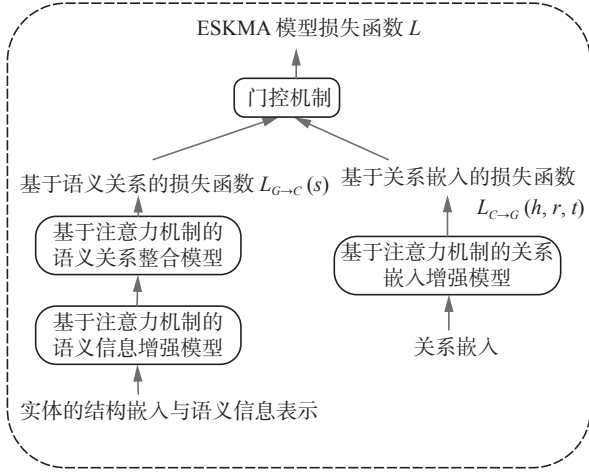 ESKMA 模型损失函数 L
门控机制
基于语义关系的损失函数 L_{G→C} (s)
基于关系嵌入的损失函数
L_{C→G} (h, r, t)
基于注意力机制的
语义关系整合模型
基于注意力机制的关系
嵌入增强模型
基于注意力机制的
语义信息增强模型
关系嵌入
实体的结构嵌入与语义信息表示